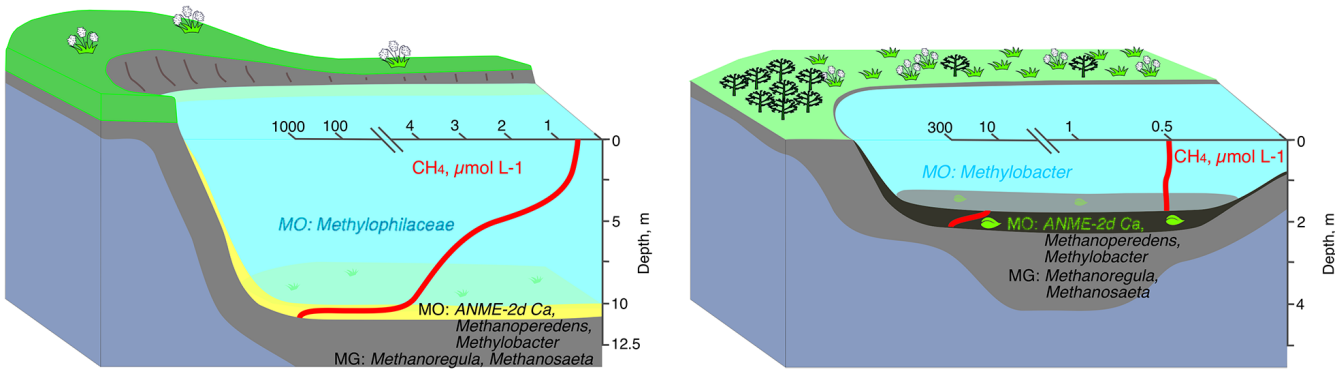 1000 100 4 3 2 1 0
CH4, µmol L-1
MO: Methylophilaceae
5
Depth, m
10
MO: ANME-2d Ca,
Methanoperedens,
Methylobacter
12.5
MG: Methanoregula, Methanosaeta
300 10 1 0.5 0
CH4, µmol L-1
MO: Methylobacter
2
Depth, m
MO: ANME-2d Ca,
Methanoperedens,
Methylobacter
MG: Methanoregula,
Methanosaeta
4